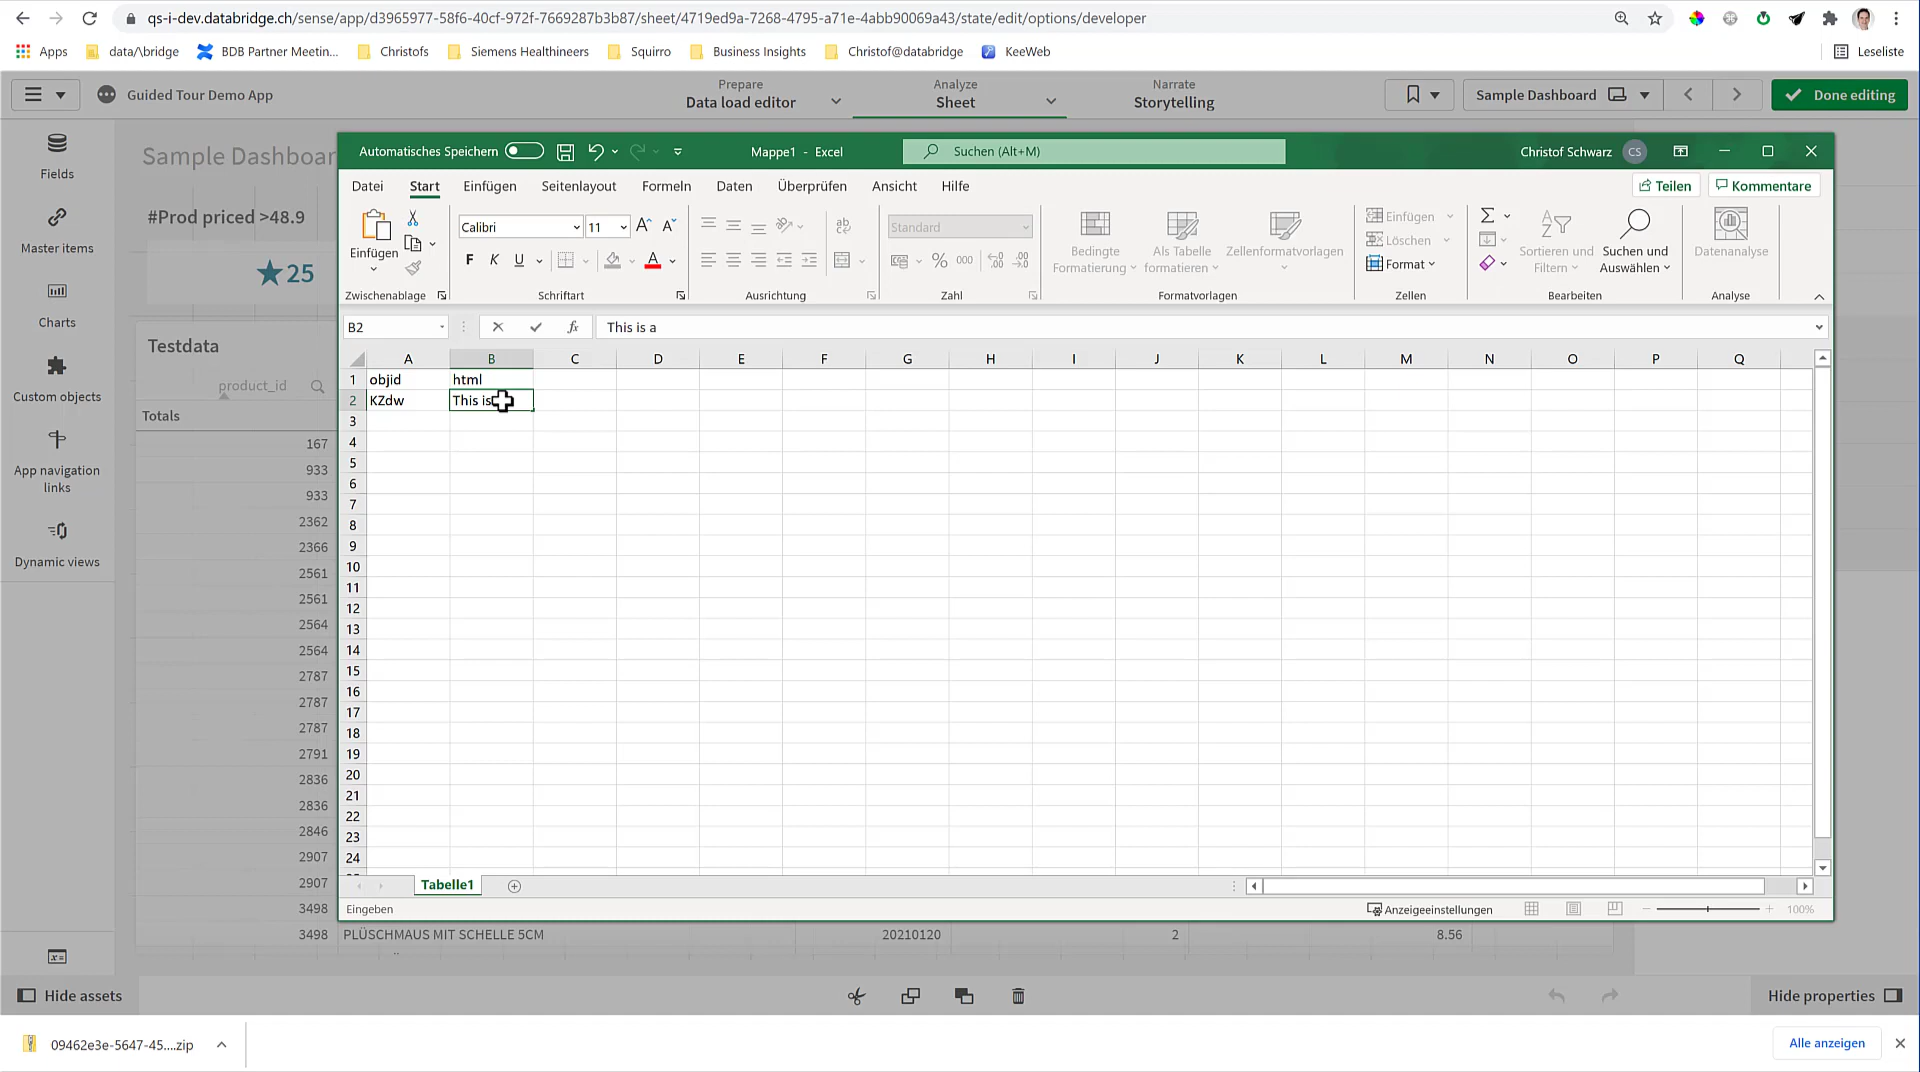 qs-i-dev.databridge.ch/sense/app/d3965977-58f6-40cf-972f-7669287b3b87/sheet/4719ed9a-7268-4795-a71e-4abb90069a43/state/edit/options/developer
Apps data/\bridge BDB Partner Meetin... Christofs Siemens Healthineers Squirro Business Insights Christof@databridge KeeWeb Leseliste
Guided Tour Demo App
Prepare
Data load editor
Analyze
Sheet
Narrate
Storytelling
Sample Dashboard
Done editing
Fields
Master items
Charts
Custom objects
App navigation
links
Dynamic views
Sample Dashboar
#Prod priced >48.9
★25
Testdata
product_id
Totals
167
933
933
2362
2366
2561
2561
2564
2564
2787
2787
2787
2791
2836
2836
2846
2907
2907
3498
3498 PLÜSCHMAUS MIT SCHELLE 5CM 20210120 2 8.56
Automatisches Speichern
Mappe1 - Excel
Suchen (Alt+M)
Christof Schwarz CS
Datei Start Einfügen Seitenlayout Formeln Daten Überprüfen Ansicht Hilfe
Teilen Kommentare
Einfügen
Zwischenablage
Calibri 11
F K U
Schriftart
ab
Ausrichtung
Standard
% 000
Zahl
Bedingte
Formatierung
Als Tabelle
formatieren
Zellenformatvorlagen
Formatvorlagen
Einfügen
Löschen
Format
Zellen
Sortieren und
Filtern
Suchen und
Auswählen
Bearbeiten
Datenanalyse
Analyse
B2 fx This is a
A B C D E F G H I J K L M N O P Q
1 objid html
2 KZdw This is
3
4
5
6
7
8
9
10
11
12
13
14
15
16
17
18
19
20
21
22
23
24
Tabelle1
Eingeben
Anzeigeeinstellungen
100%
Hide assets
Hide properties
09462e3e-5647-45....zip
Alle anzeigen